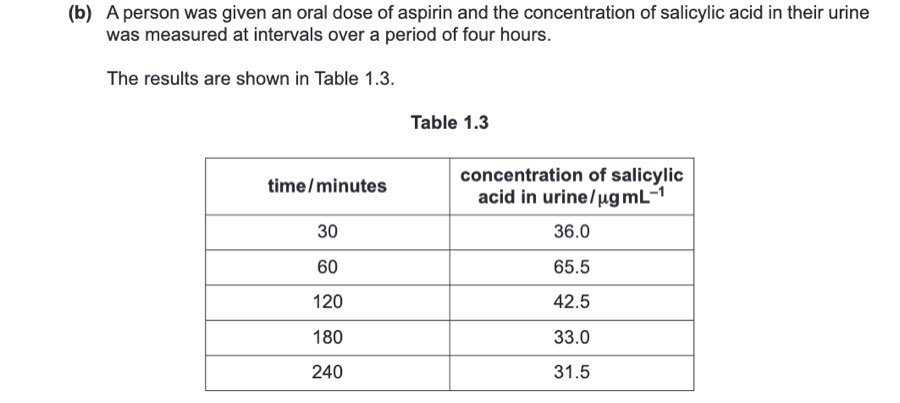 (b) A person was given an oral dose of aspirin and the concentration of salicylic acid in their urine
was measured at intervals over a period of four hours.
The results are shown in Table 1.3.
Table 1.3
time/minutes
concentration of salicylic
acid in urine/μg mL⁻¹
30 36.0
60 65.5
120 42.5
180 33.0
240 31.5